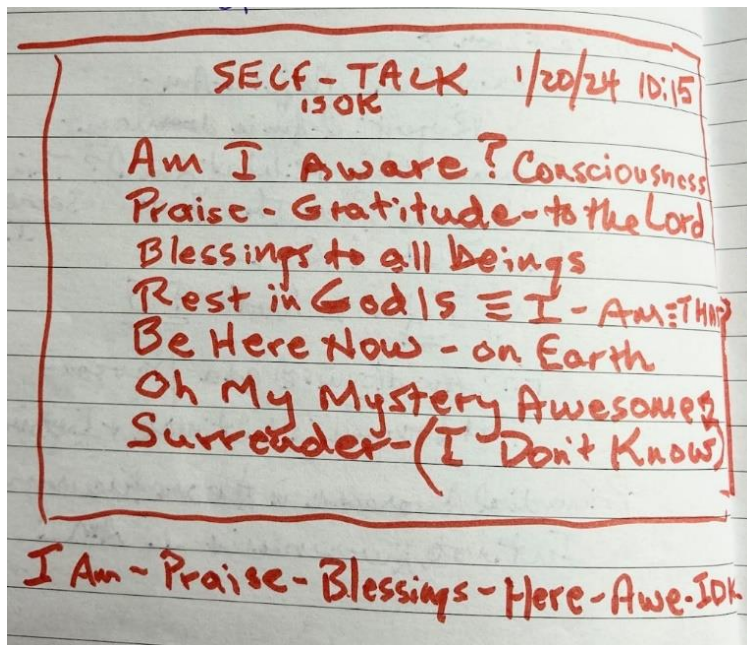 SELF-TALK 1/20/24 10:15
IS OK
Am I Aware? Consciousness
Praise - Gratitude - to the Lord
Blessings to all beings
Rest in God Is ≡ I - AM = THAT
Be Here Now - on Earth
Oh My Mystery Awesome
Surrender - (I Don't Know)
I Am - Praise - Blessings - Here - Awe - IDK